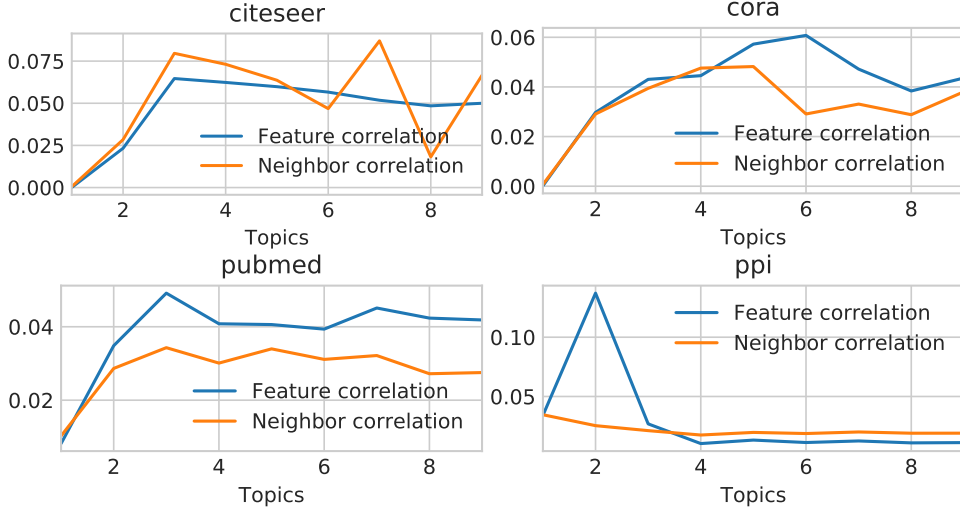 citeseer
0.075
0.050
0.025
0.000
Feature correlation
Neighbor correlation
2 4 6 8
Topics
cora
0.06
0.04
0.02
0.00
Feature correlation
Neighbor correlation
2 4 6 8
Topics
pubmed
0.04
0.02
Feature correlation
Neighbor correlation
2 4 6 8
Topics
ppi
0.10
0.05
Feature correlation
Neighbor correlation
2 4 6 8
Topics